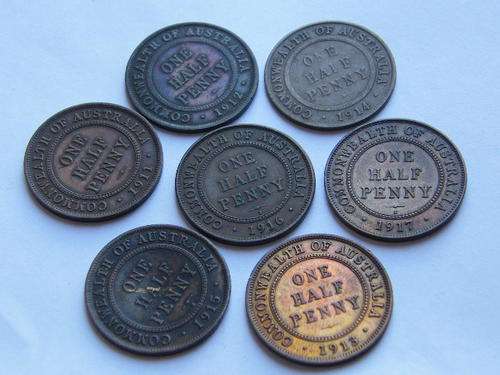 COMMONWEALTH OF AUSTRALIA
ONE
HALF
PENNY
· 1912 ·
COMMONWEALTH OF AUSTRALIA
ONE
HALF
PENNY
· 1914 ·
COMMONWEALTH OF AUSTRALIA
ONE
HALF
PENNY
· 1911 ·
COMMONWEALTH OF AUSTRALIA
ONE
HALF
PENNY
· 1916 ·
COMMONWEALTH OF AUSTRALIA
ONE
HALF
PENNY
· 1917 ·
COMMONWEALTH OF AUSTRALIA
ONE
HALF
PENNY
· 1915 ·
COMMONWEALTH OF AUSTRALIA
ONE
HALF
PENNY
· 1913 ·